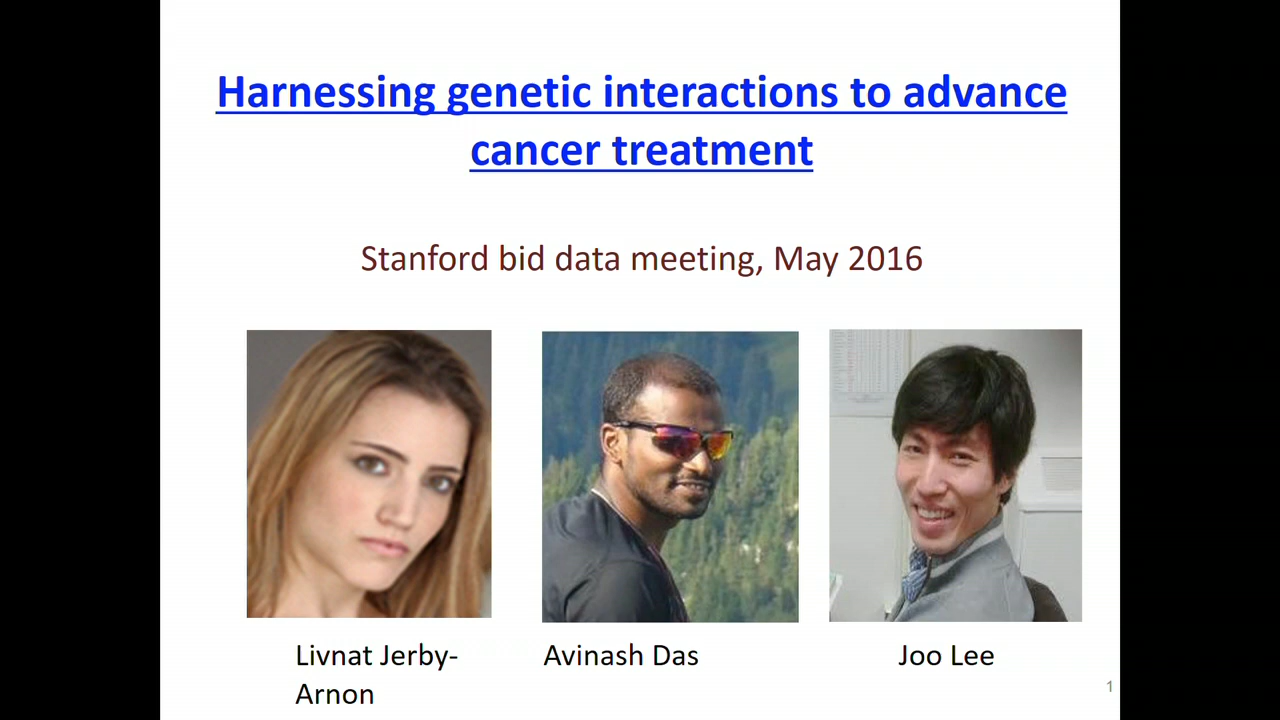 Harnessing genetic interactions to advance
cancer treatment
Stanford bid data meeting, May 2016
Livnat Jerby-
Arnon
Avinash Das
Joo Lee
1